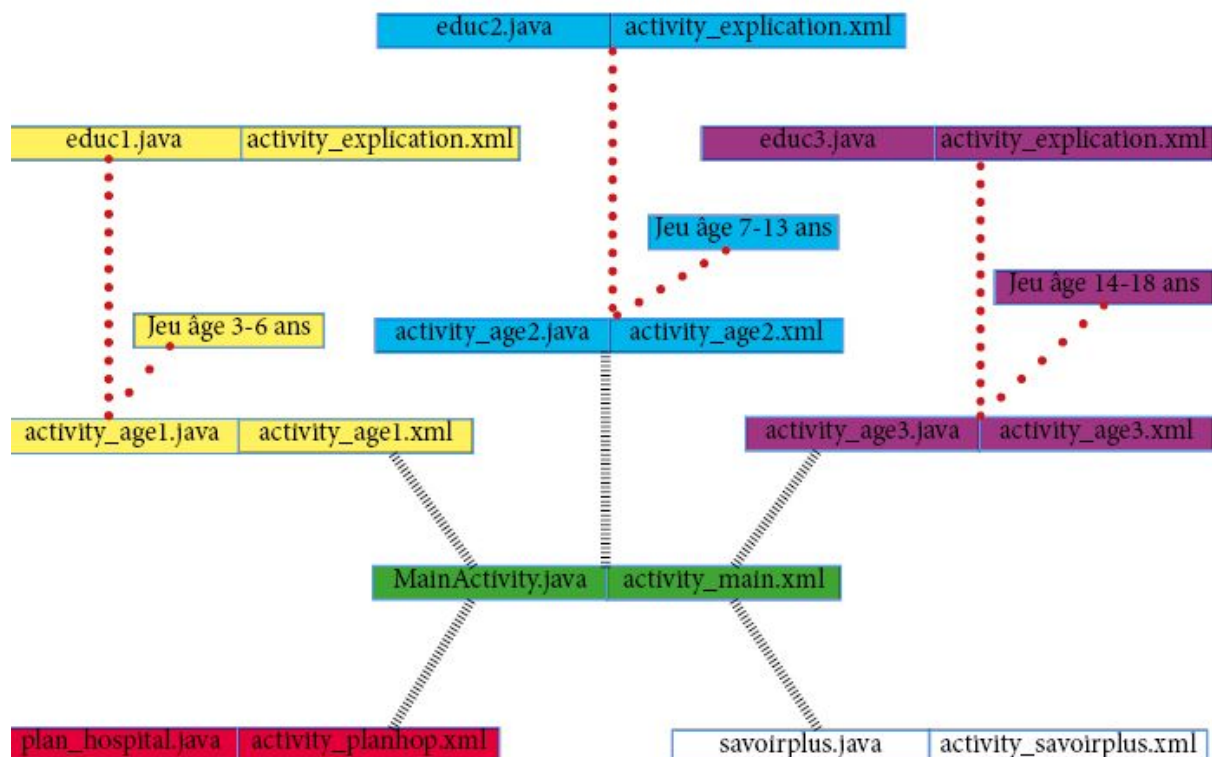 educ2.java activity_explication.xml
educ1.java activity_explication.xml
educ3.java activity_explication.xml
Jeu âge 7-13 ans
Jeu âge 14-18 ans
Jeu âge 3-6 ans
activity_age2.java activity_age2.xml
activity_age1.java activity_age1.xml
activity_age3.java activity_age3.xml
MainActivity.java activity_main.xml
plan_hospital.java activity_planhop.xml
savoirplus.java activity_savoirplus.xml